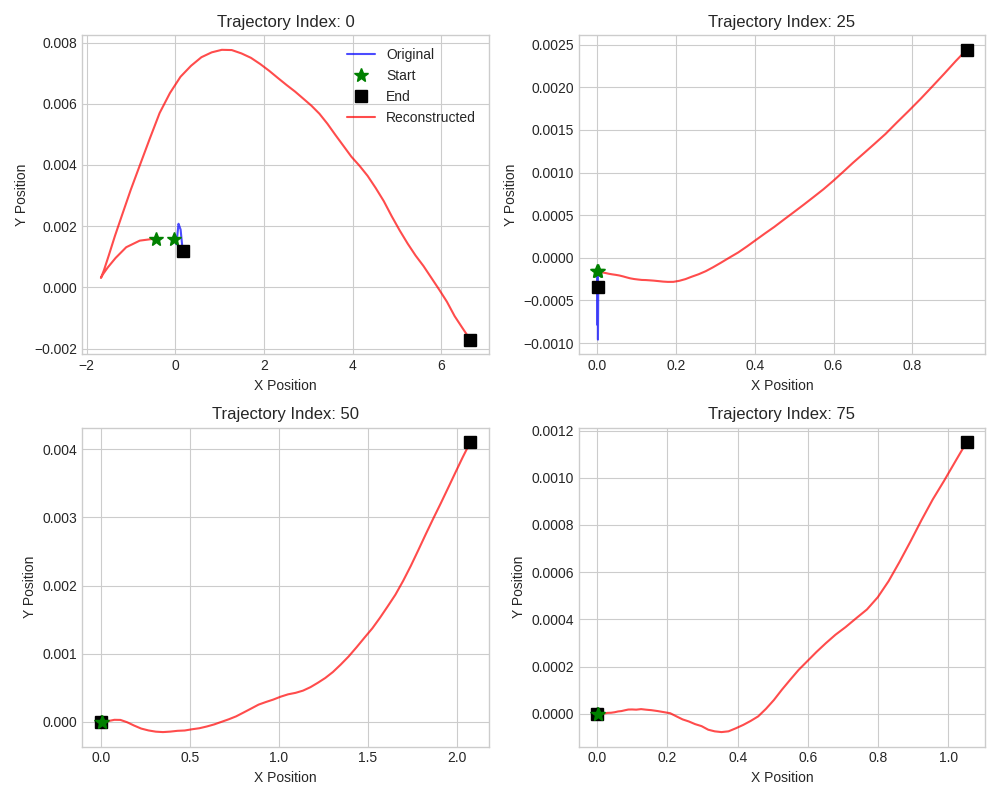 Trajectory Index: 0
0.008
0.006
0.004
0.002
0.000
−0.002
Y Position
−2
0
2
4
6
X Position
Original
Start
End
Reconstructed
Trajectory Index: 25
0.0025
0.0020
0.0015
0.0010
0.0005
0.0000
−0.0005
−0.0010
Y Position
0.0
0.2
0.4
0.6
0.8
X Position
Trajectory Index: 50
0.004
0.003
0.002
0.001
0.000
Y Position
0.0
0.5
1.0
1.5
2.0
X Position
Trajectory Index: 75
0.0012
0.0010
0.0008
0.0006
0.0004
0.0002
0.0000
Y Position
0.0
0.2
0.4
0.6
0.8
1.0
X Position